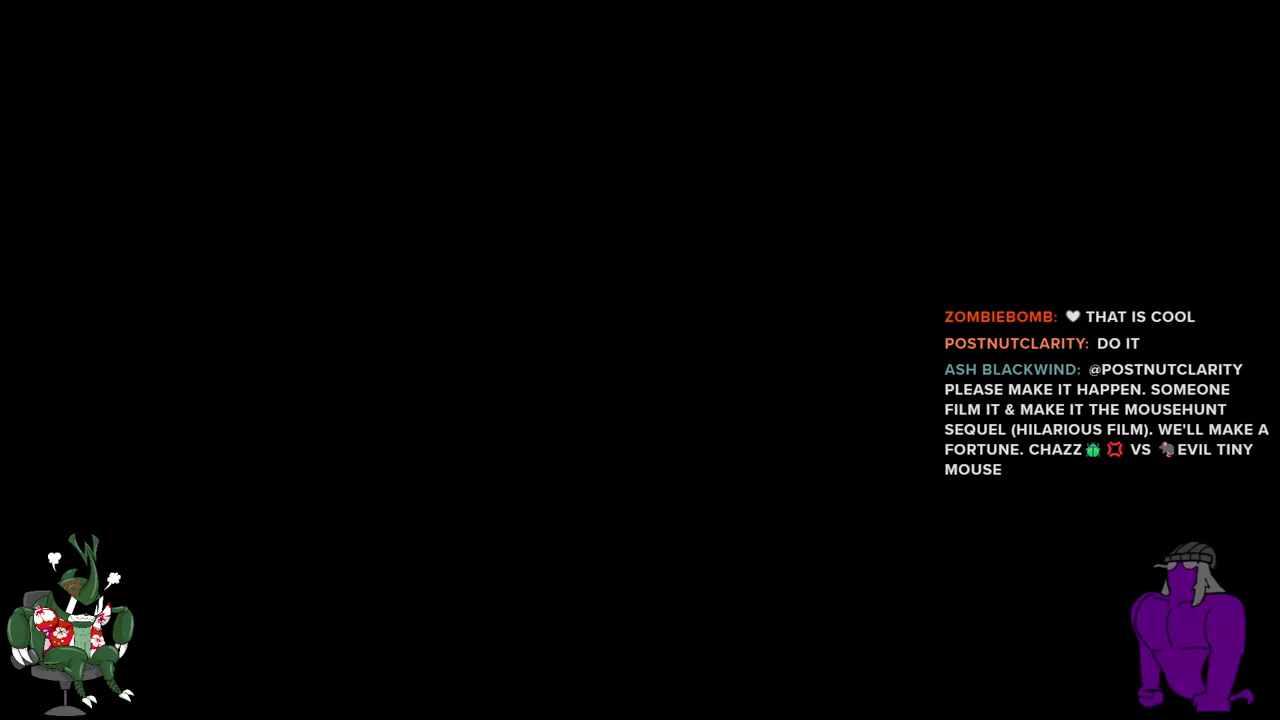 ZOMBIEBOMB: 🤍 THAT IS COOL
POSTNUTCLARITY: DO IT
ASH BLACKWIND: @POSTNUTCLARITY
PLEASE MAKE IT HAPPEN. SOMEONE
FILM IT & MAKE IT THE MOUSEHUNT
SEQUEL (HILARIOUS FILM). WE'LL MAKE A
FORTUNE. CHAZZ🪲 💢 VS 🐀EVIL TINY
MOUSE